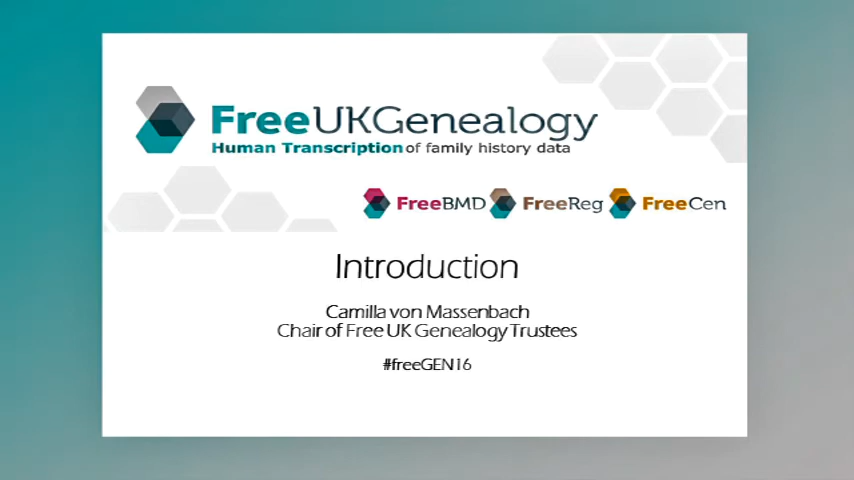 FreeUKGenealogy
Human Transcription of family history data
FreeBMD FreeReg FreeCen
Introduction
Camilla von Massenbach
Chair of Free UK Genealogy Trustees
#freeGEN16